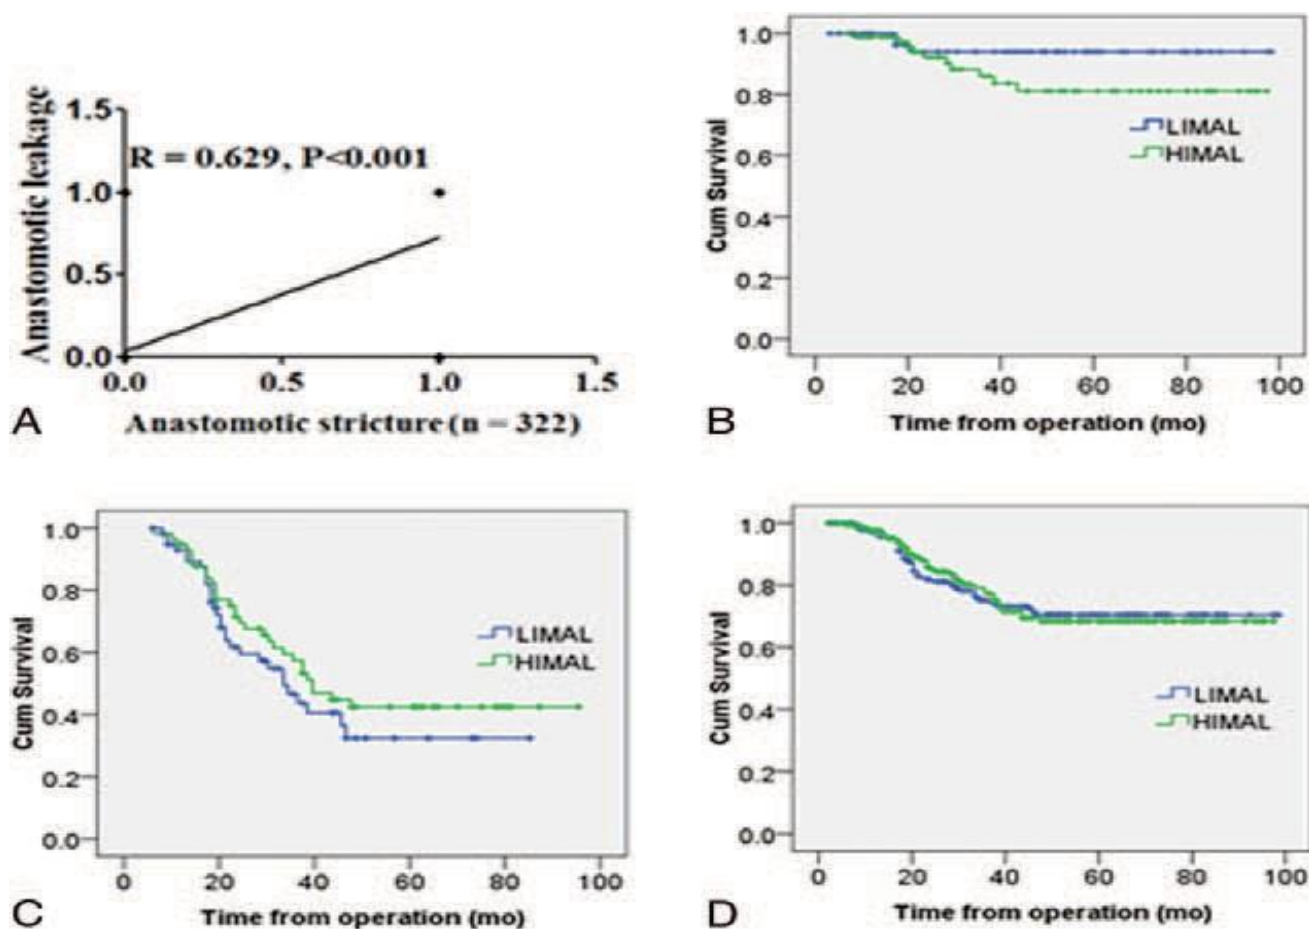 1.5
R = 0.629, P<0.001
1.0
0.5
0.0
0.0 0.5 1.0 1.5
Anastomotic leakage
Anastomotic stricture (n = 322)
A
1.0
0.8
0.6
0.4
0.2
0.0
LIMAL
HIMAL
Cum Survival
0 20 40 60 80 100
Time from operation (mo)
B
1.0
0.8
0.6
0.4
0.2
0.0
LIMAL
HIMAL
Cum Survival
0 20 40 60 80 100
Time from operation (mo)
C
1.0
0.8
0.6
0.4
0.2
0.0
LIMAL
HIMAL
Cum Survival
0 20 40 60 80 100
Time from operation (mo)
D